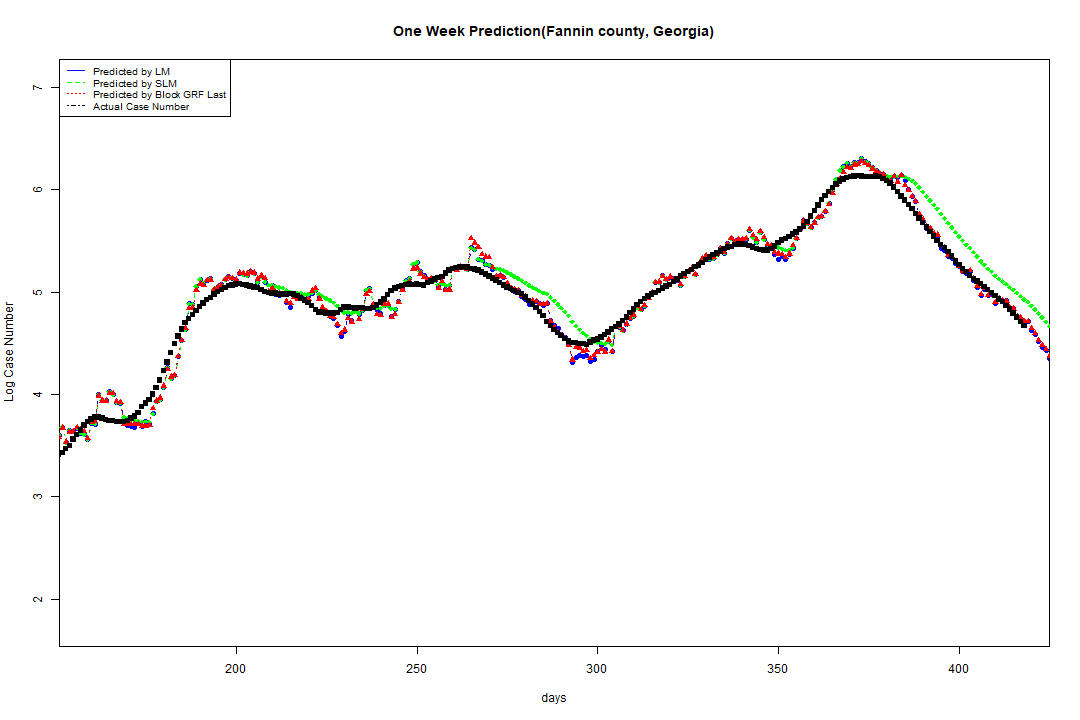 One Week Prediction(Fannin county, Georgia)
Predicted by LM
Predicted by SLM
Predicted by Block GRF Last
Actual Case Number
7
6
5
4
3
2
Log Case Number
200 250 300 350 400
days